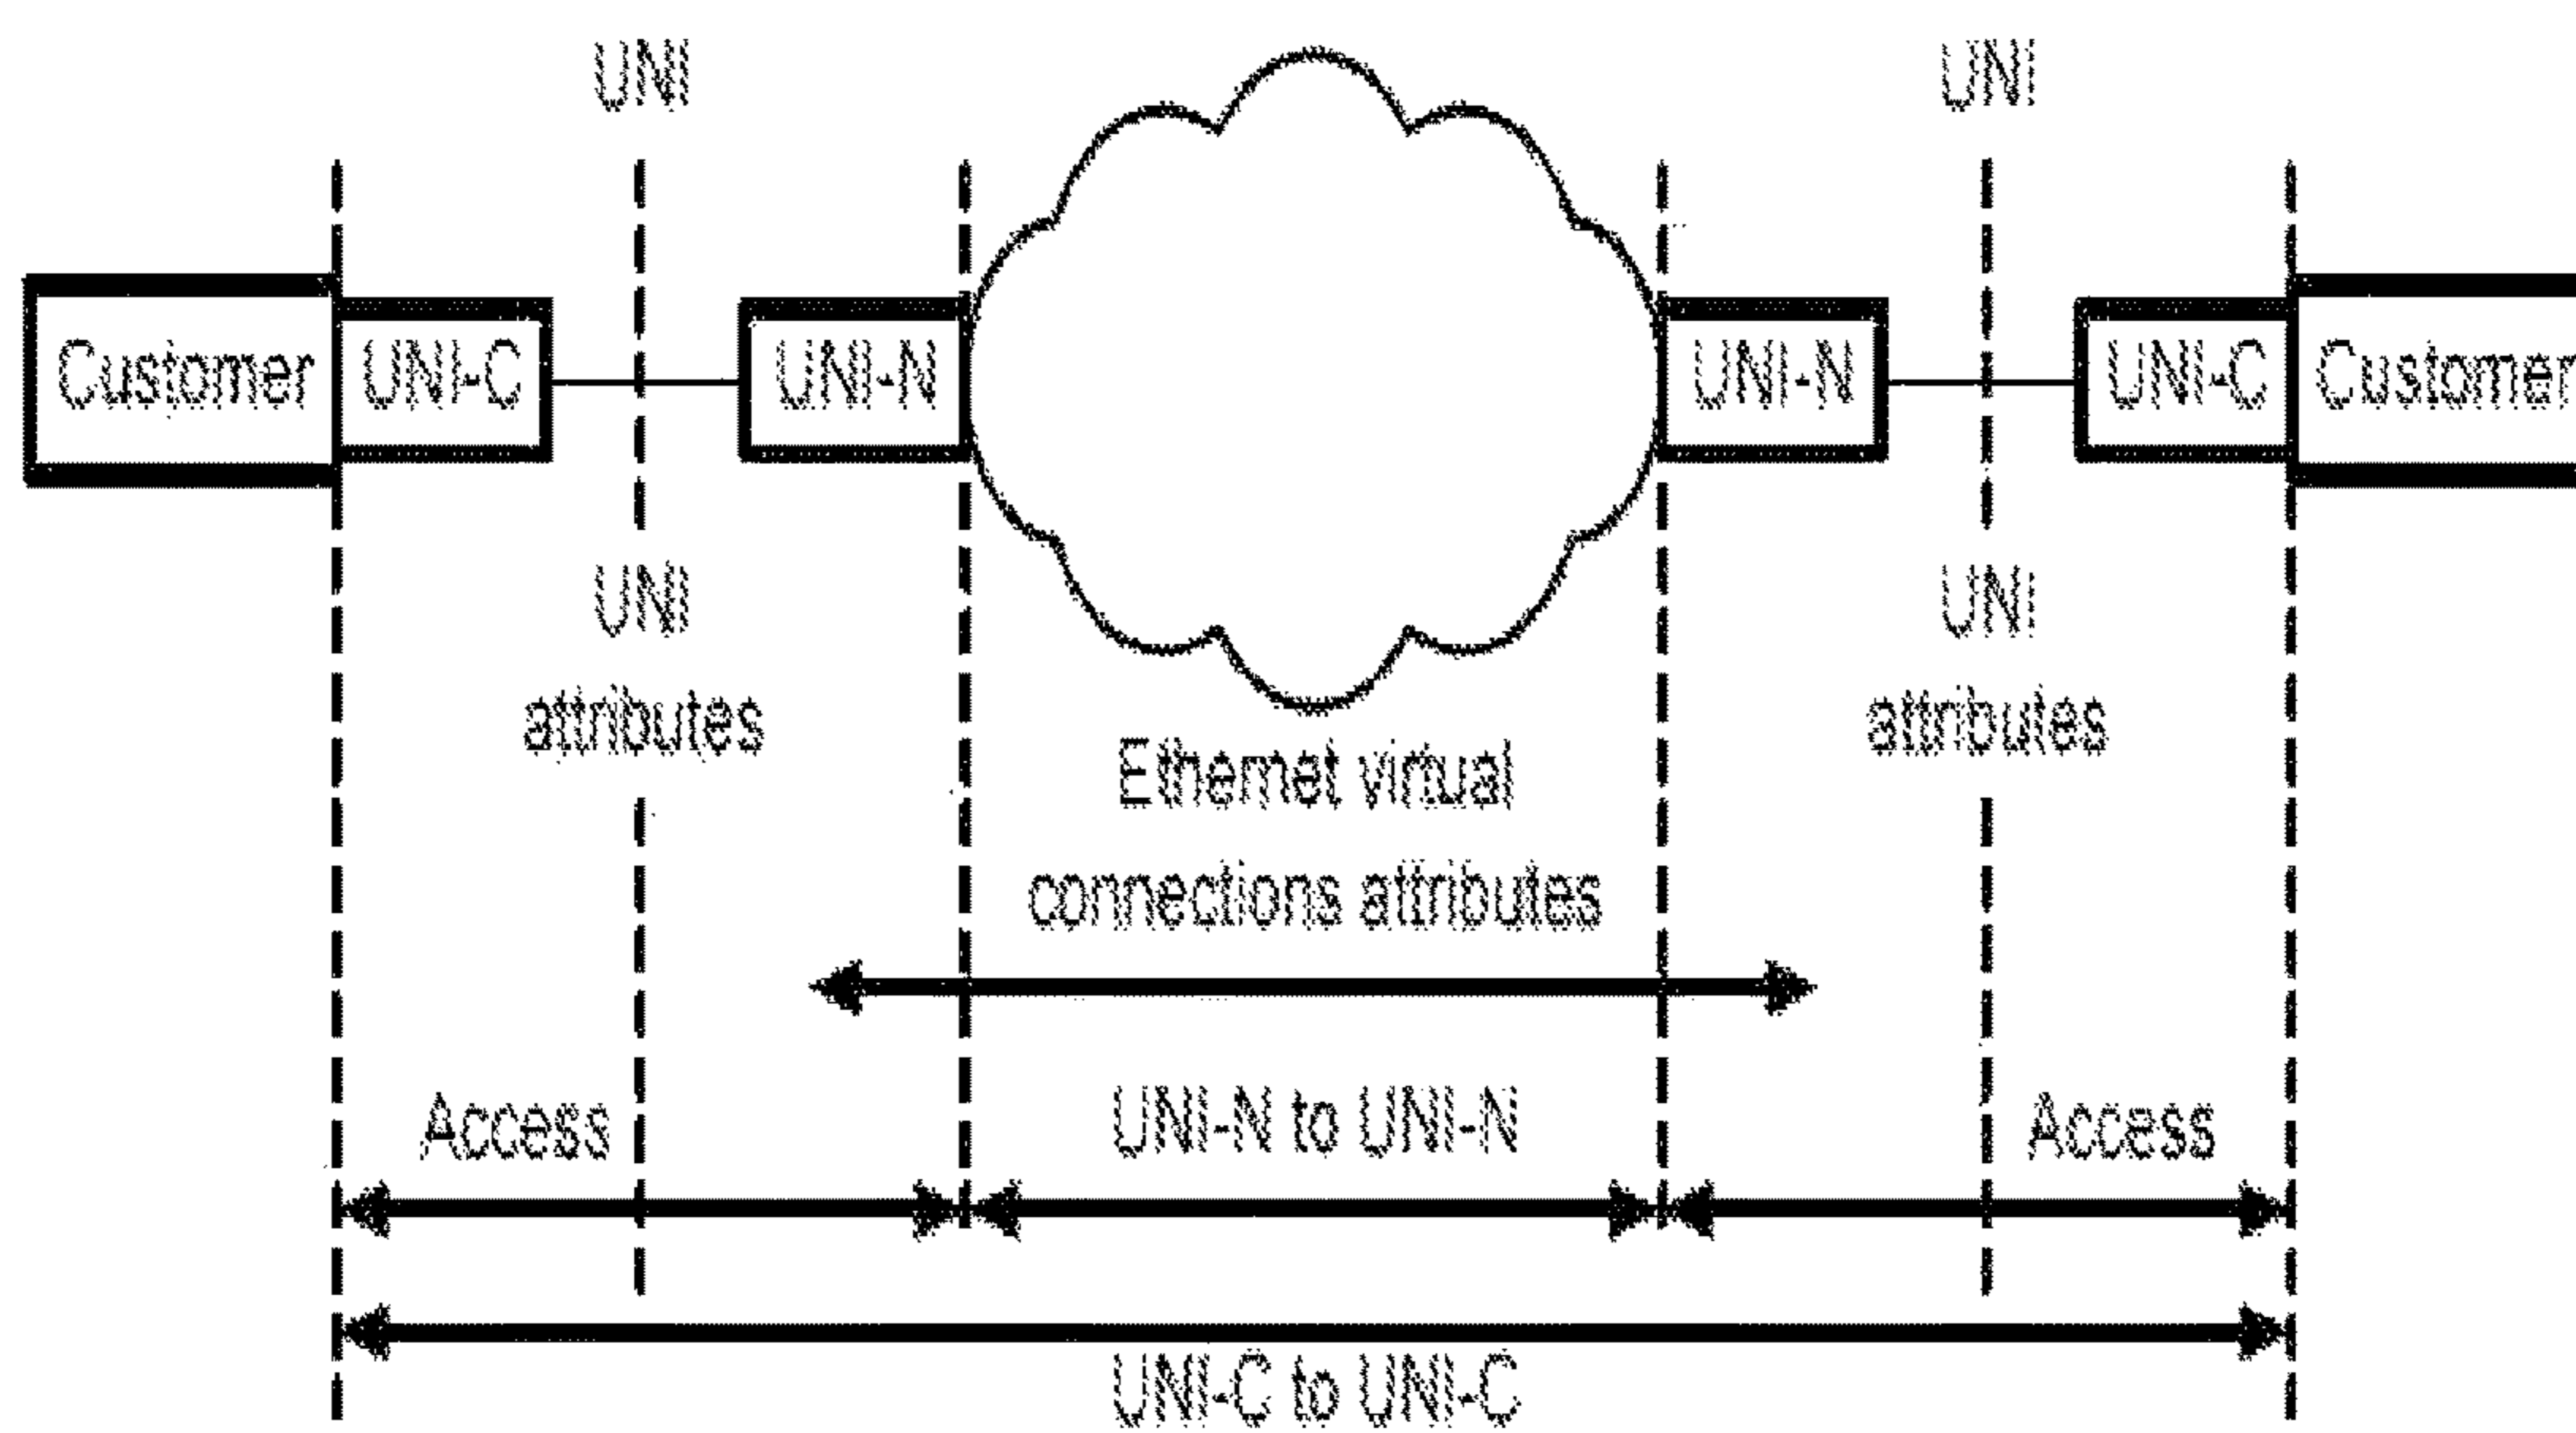 UNI
UNI
Customer
UNI-C
UNI-N
UNI-N
UNI-C
Customer
UNI
attributes
UNI
attributes
Ethernet virtual
connections attributes
Access
UNI-N to UNI-N
Access
UNI-C to UNI-C